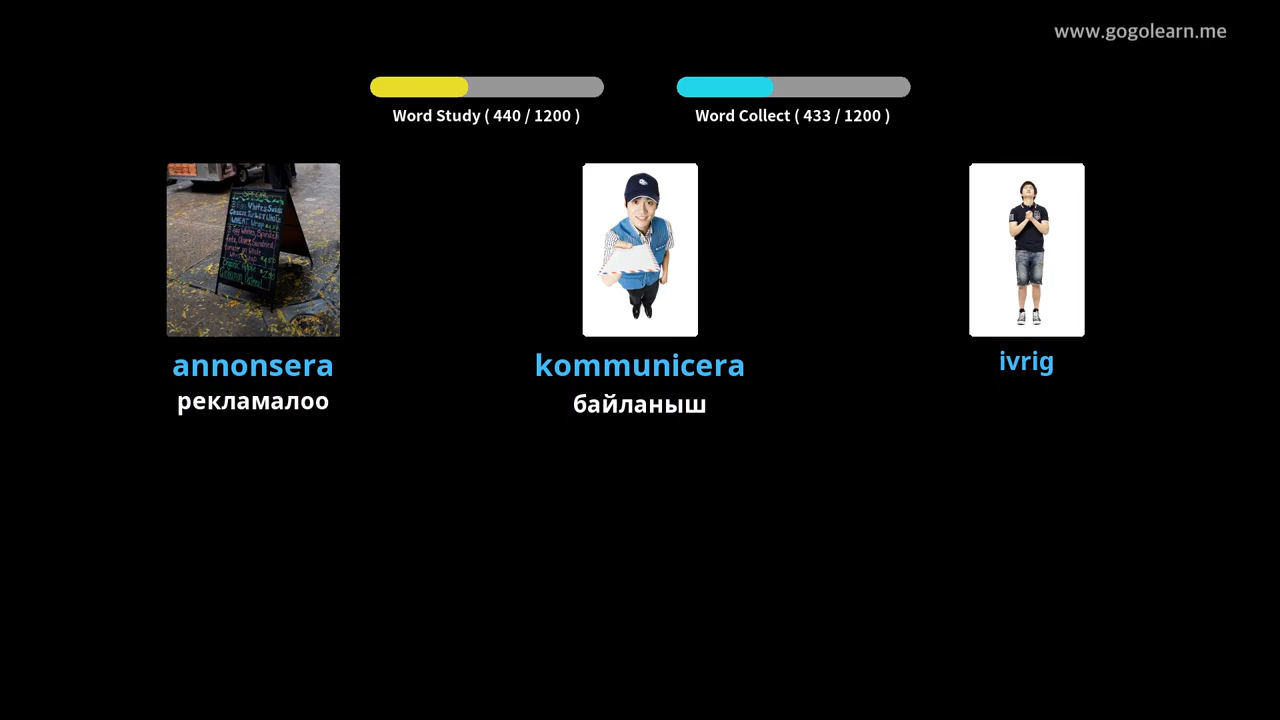 www.gogolearn.me
Word Study ( 440 / 1200 )
Word Collect ( 433 / 1200 )
annonsera
kommunicera
ivrig
рекламалоо
байланыш